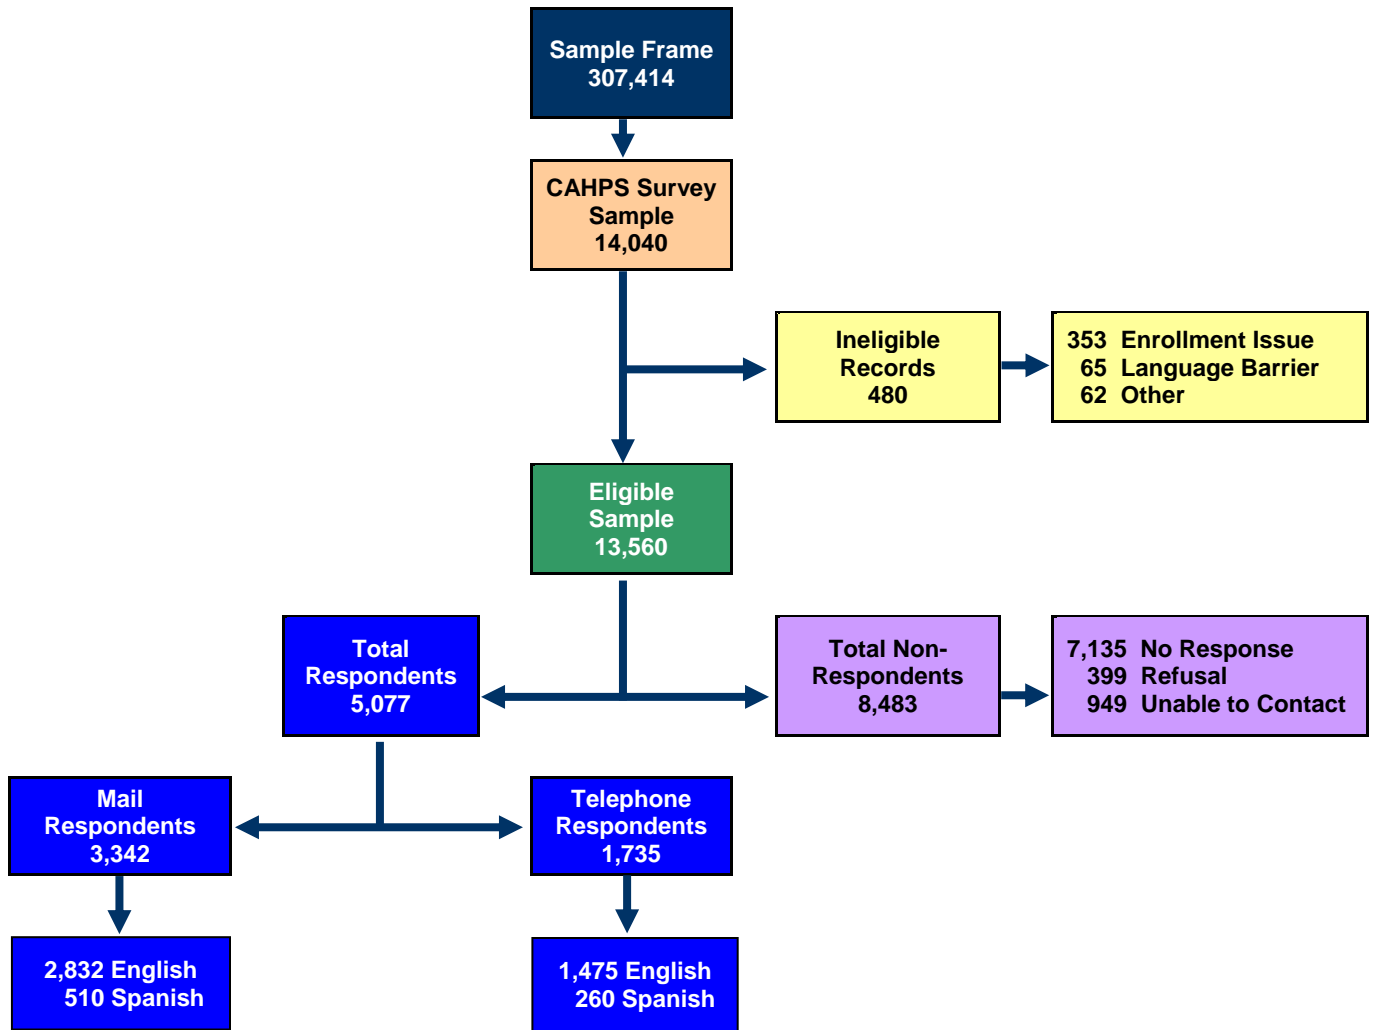 Sample Frame
307,414
CAHPS Survey
Sample
14,040
Ineligible
Records
480
353 Enrollment Issue
65 Language Barrier
62 Other
Eligible
Sample
13,560
Total
Respondents
5,077
Total Non-
Respondents
8,483
7,135 No Response
399 Refusal
949 Unable to Contact
Mail
Respondents
3,342
Telephone
Respondents
1,735
2,832 English
510 Spanish
1,475 English
260 Spanish